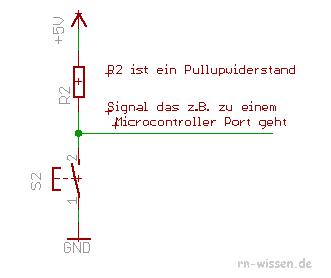 +5V
R2 ist ein Pullupwiderstand
R2
Signal das z.B. zu einem
Microcontroller Port geht
2
S2
1
GND
rn-wissen.de